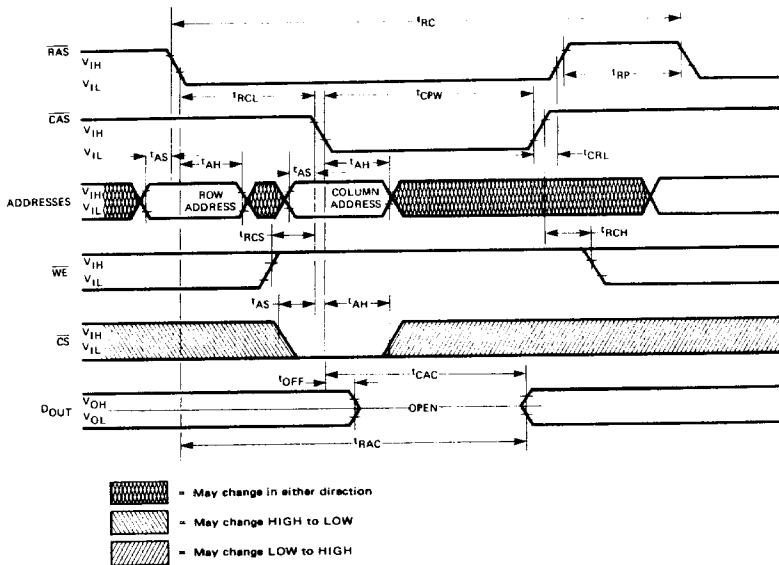 tRC
RAS
VIH
VIL
tRP
tRCL
tCPW
CAS
VIH
VIL
tCRL
tAS
tAH
tAS
tAH
ADDRESSES
VIH
VIL
ROW
ADDRESS
COLUMN
ADDRESS
tRCS
tRCH
WE
VIH
VIL
tAS
tAH
CS
VIH
VIL
tOFF
tCAC
DOUT
VOH
VOL
OPEN
tRAC
= May change in either direction
= May change HIGH to LOW
= May change LOW to HIGH